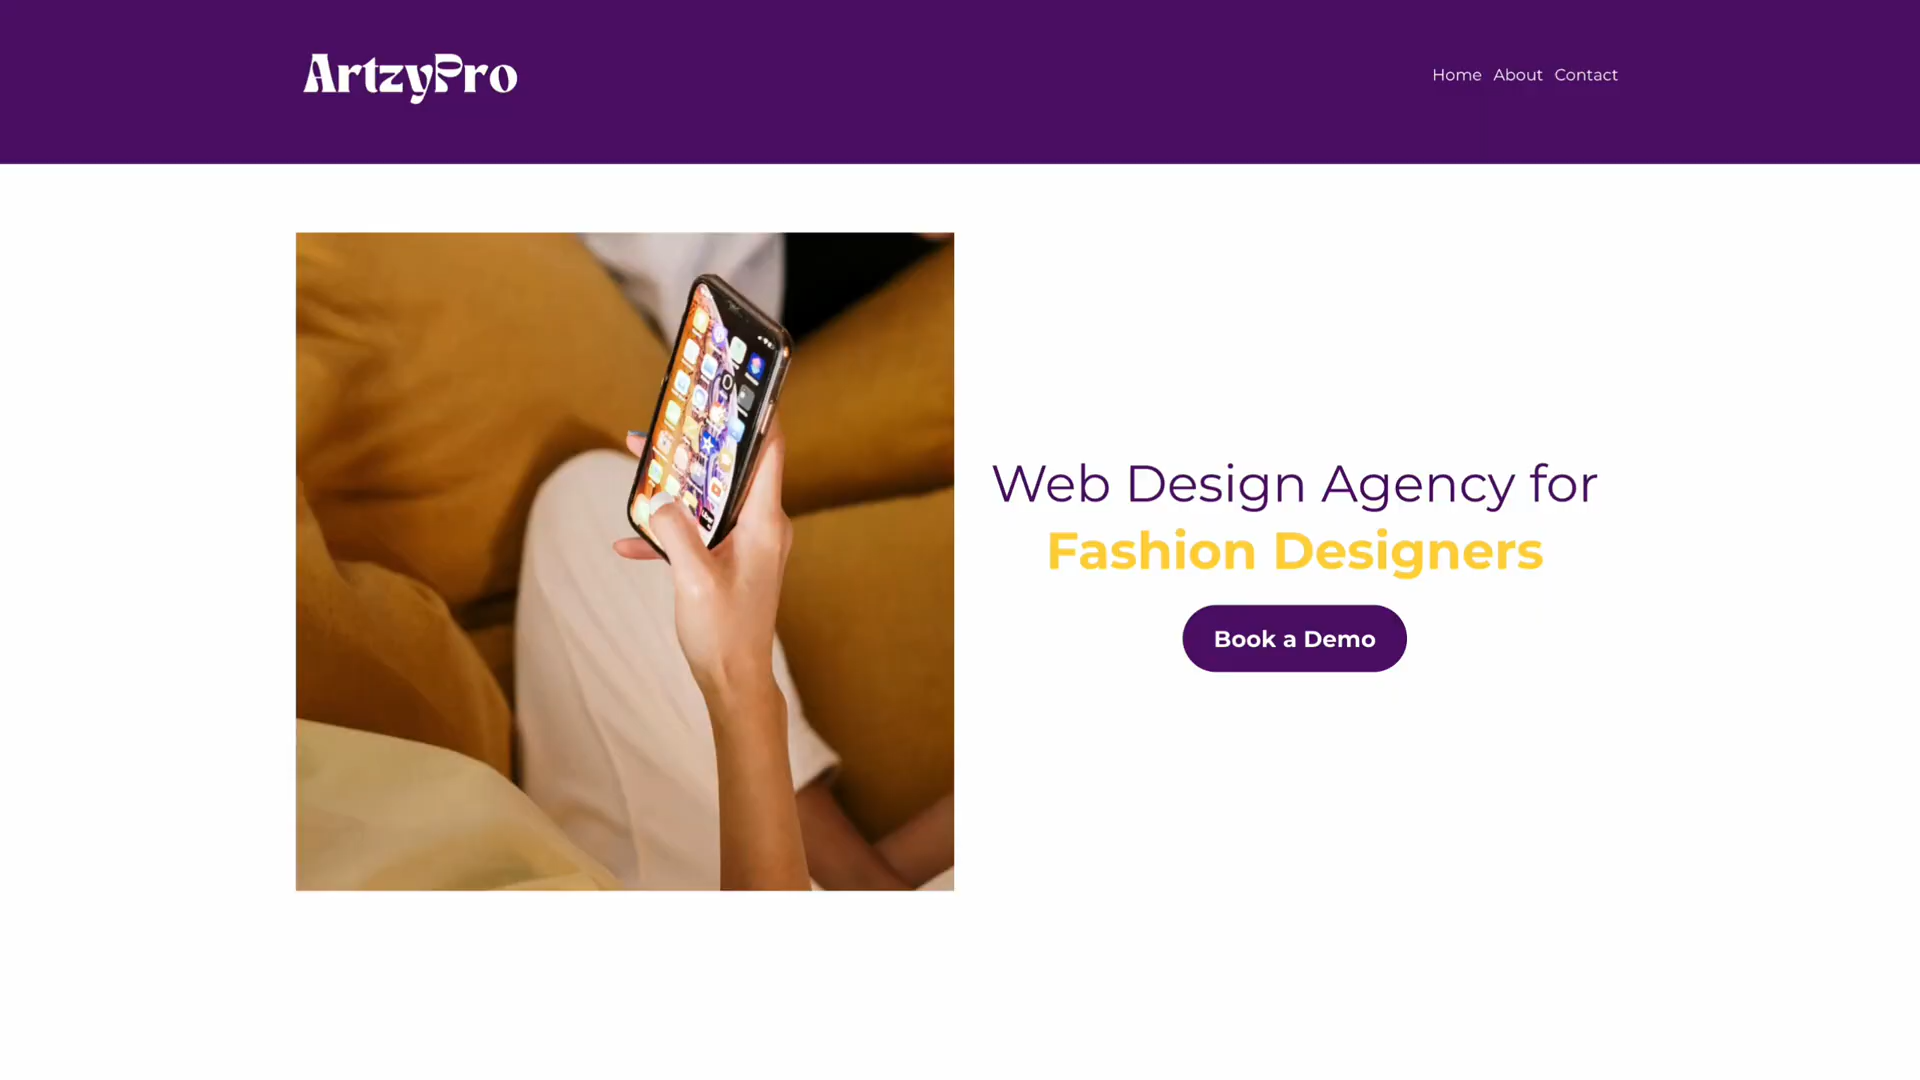 ArtzyPro
Home About Contact
Web Design Agency for
Fashion Designers
Book a Demo